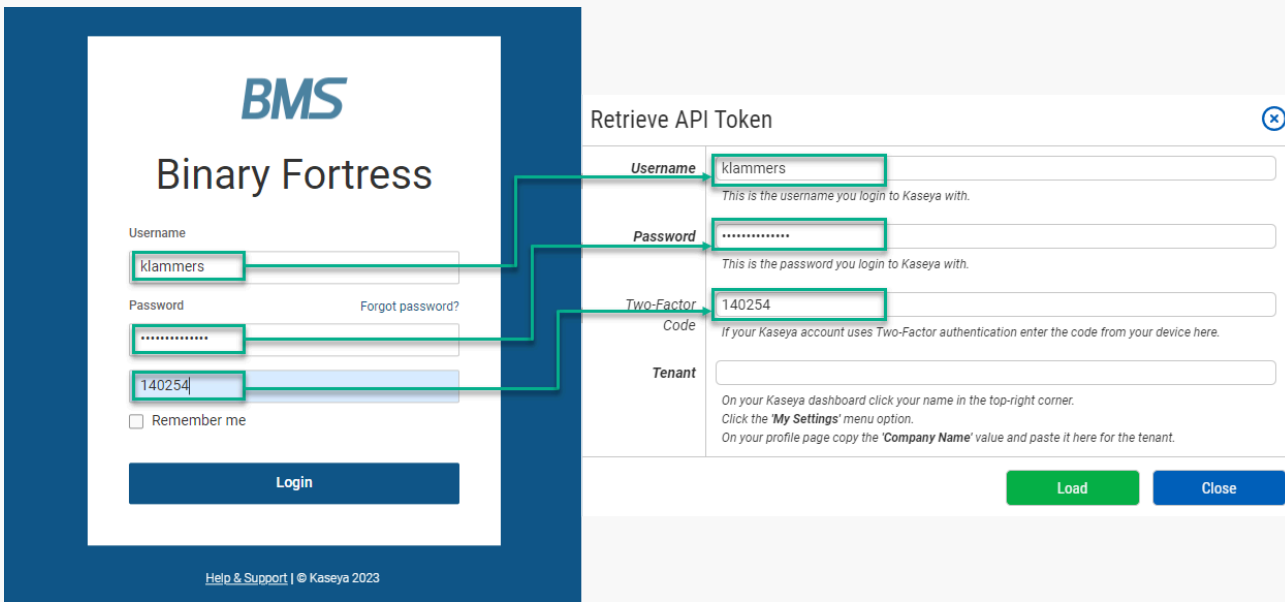 BMS
Binary Fortress
Username
klammers
Password Forgot password?
••••••••••••••
140254
Remember me
Login
Help & Support | © Kaseya 2023
Retrieve API Token
Username klammers
This is the username you login to Kaseya with.
Password ••••••••••••••
This is the password you login to Kaseya with.
Two-Factor Code 140254
If your Kaseya account uses Two-Factor authentication enter the code from your device here.
Tenant
On your Kaseya dashboard click your name in the top-right corner.
Click the 'My Settings' menu option.
On your profile page copy the 'Company Name' value and paste it here for the tenant.
Load Close